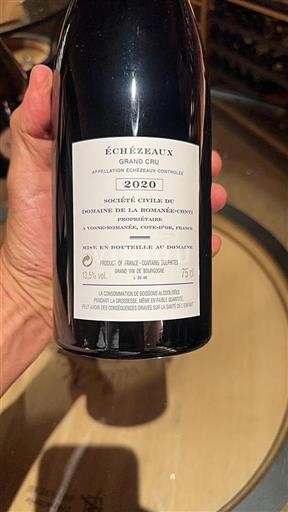 ÉCHÉZEAUX
GRAND CRU
APPELLATION ÉCHÉZEAUX CONTROLÉE
2020
SOCIÉTÉ CIVILE DU
DOMAINE DE LA ROMANÉE-CONTI
PROPRIÉTAIRE
A VOSNE-ROMANÉE, COTE-D'OR, FRANCE
MISE EN BOUTEILLE AU DOMAINE
PRODUCT OF FRANCE - CONTAINS SULPHITES
13,5% vol. GRAND VIN DE BOURGOGNE 75 cl
LA CONSOMMATION DE BOISSONS ALCOOLISÉES
PENDANT LA GROSSESSE, MÊME EN FAIBLE QUANTITÉ,
PEUT AVOIR DES CONSÉQUENCES GRAVES SUR LA SANTÉ DE L'ENFANT